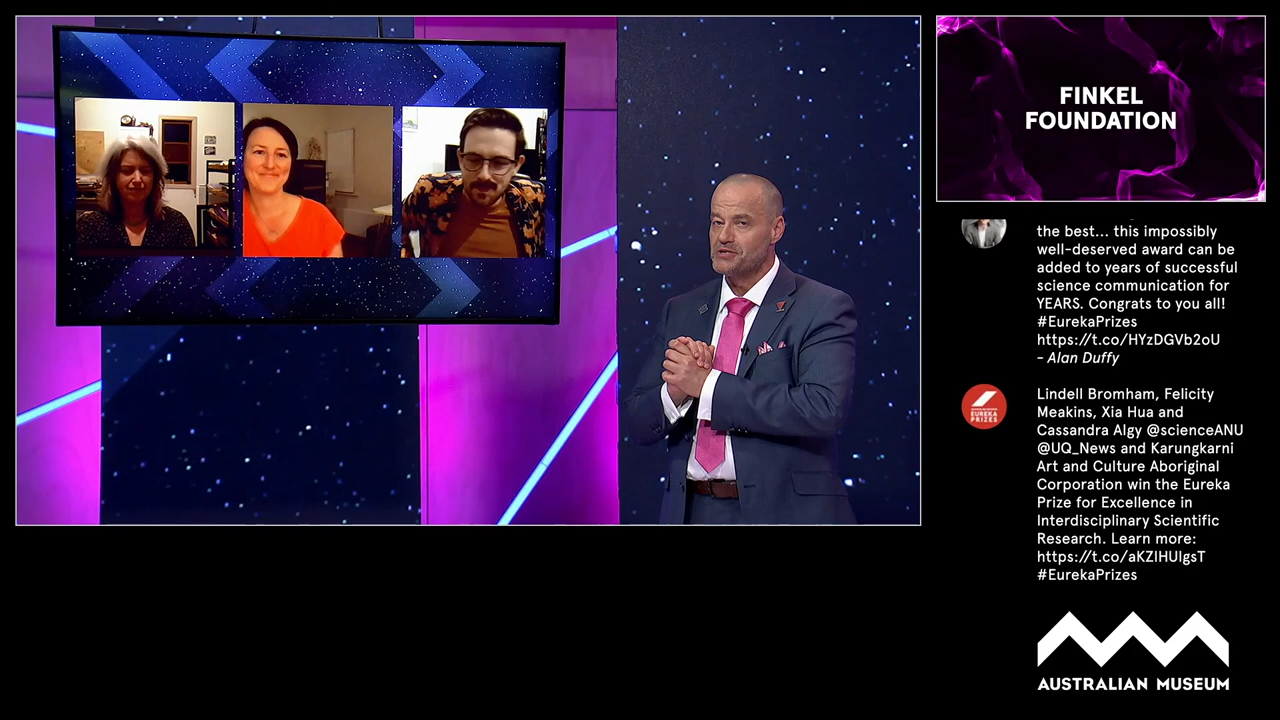 FINKEL
FOUNDATION
the best... this impossibly
well-deserved award can be
added to years of successful
science communication for
YEARS. Congrats to you all!
#EurekaPrizes
https://t.co/HYzDGVb2oU
– Alan Duffy
EUREKA
PRIZES
Lindell Bromham, Felicity
Meakins, Xia Hua and
Cassandra Algy @scienceANU
@UQ_News and Karungkarni
Art and Culture Aboriginal
Corporation win the Eureka
Prize for Excellence in
Interdisciplinary Scientific
Research. Learn more:
https://t.co/aKZIHUIgsT
#EurekaPrizes
AUSTRALIAN MUSEUM